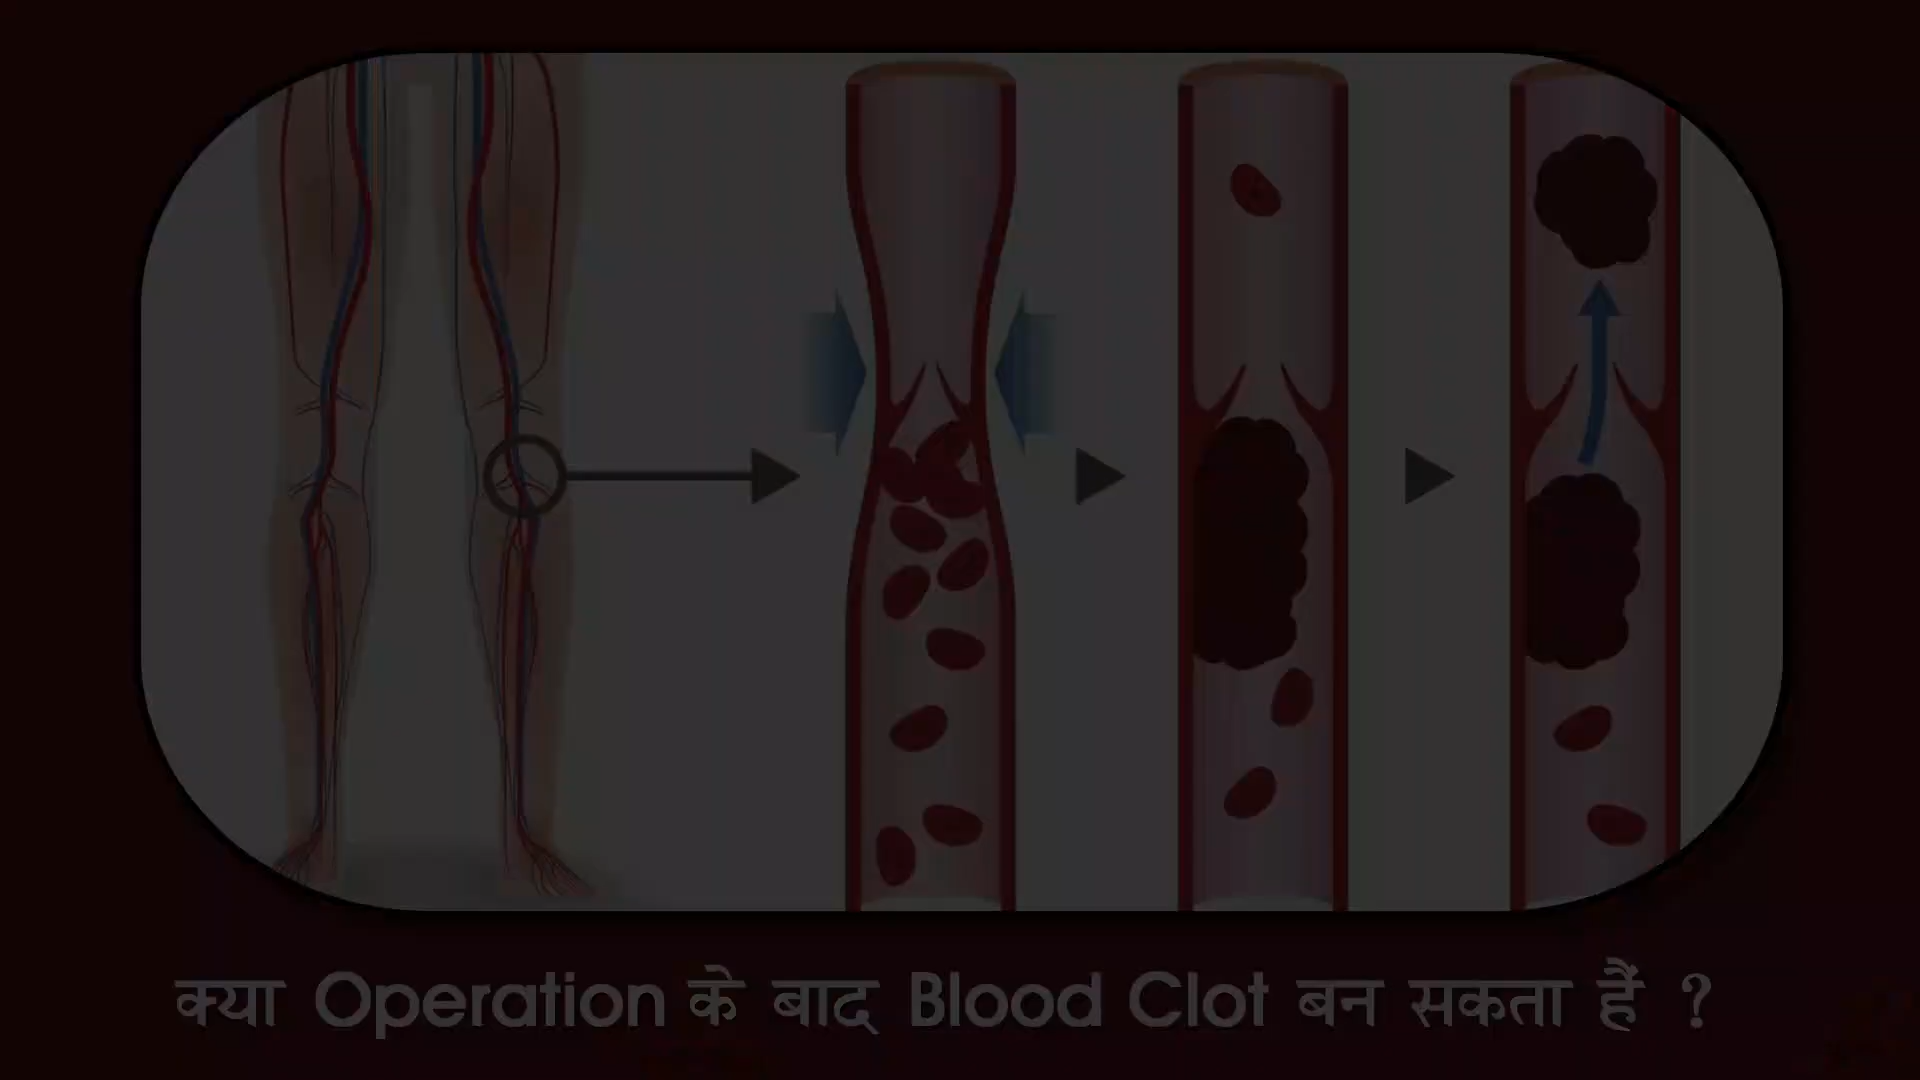 क्या Operation के बाद Blood Clot बन सकता हैं ?